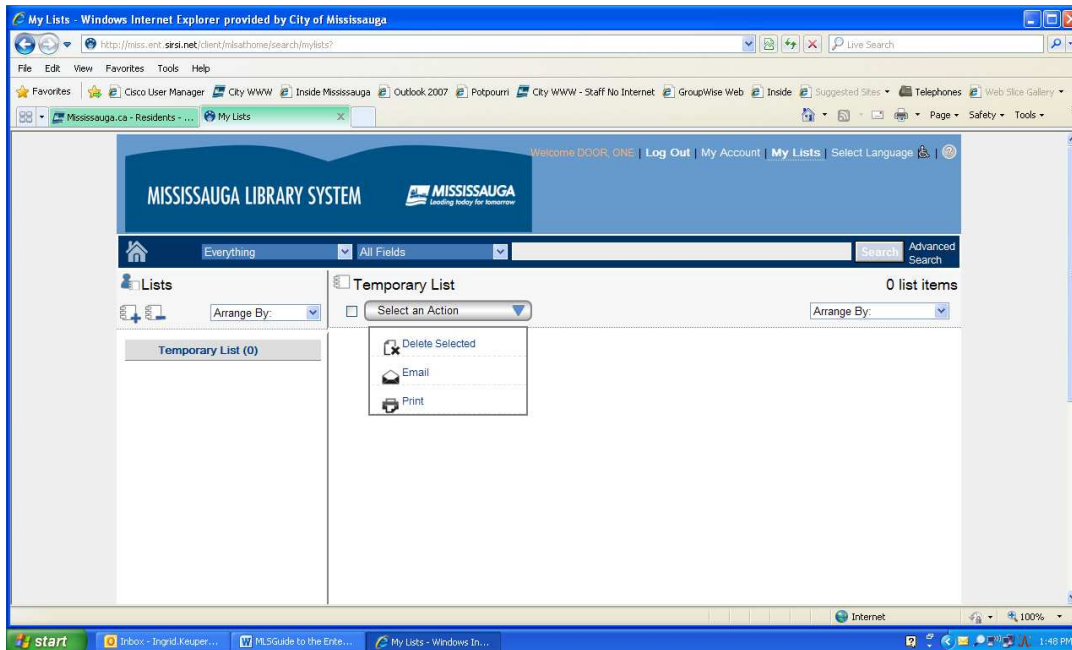 My Lists - Windows Internet Explorer provided by City of Mississauga
http://miss.ent.sirsi.net/client/mlsathome/search/mylists?
Live Search
File Edit View Favorites Tools Help
Favorites Cisco User Manager City WWW Inside Mississauga Outlook 2007 Potpourri City WWW - Staff No Internet GroupWise Web Inside Suggested Sites Telephones Web Slice Gallery
Mississauga.ca - Residents - ... My Lists Page Safety Tools
Welcome DOOR, ONE | Log Out | My Account | My Lists | Select Language |
MISSISSAUGA LIBRARY SYSTEM
MISSISSAUGA
Leading today for tomorrow
Everything All Fields Search Advanced Search
Lists Temporary List 0 list items
Arrange By: Select an Action Arrange By:
Temporary List (0)
Delete Selected
Email
Print
Internet 100%
start Inbox - Ingrid.Keuper... MLSGuide to the Ente... My Lists - Windows In... 1:48 PM